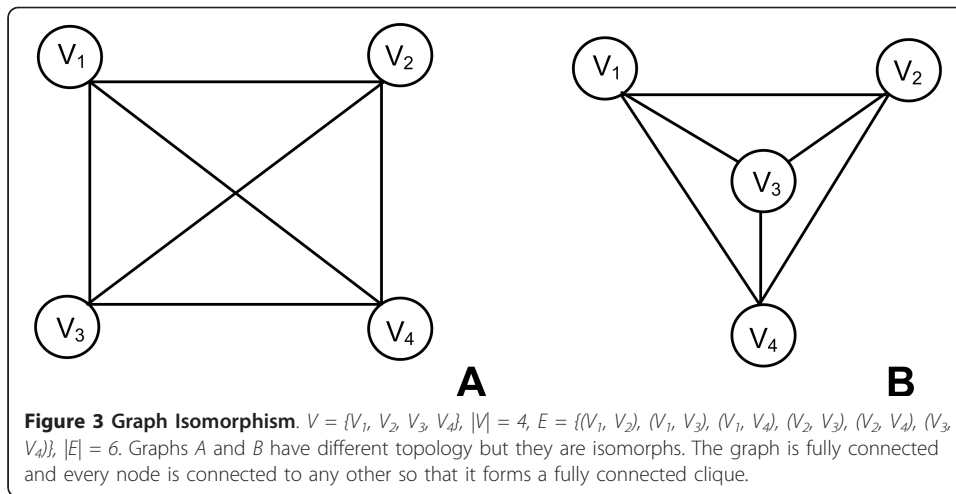 V₁
V₂
V₃
V₄
A
V₁
V₂
V₃
V₄
B
Figure 3 Graph Isomorphism. V = {V₁, V₂, V₃, V₄}, |V| = 4, E = {(V₁, V₂), (V₁, V₃), (V₁, V₄), (V₂, V₃), (V₂, V₄), (V₃,
V₄)}, |E| = 6. Graphs A and B have different topology but they are isomorphs. The graph is fully connected
and every node is connected to any other so that it forms a fully connected clique.